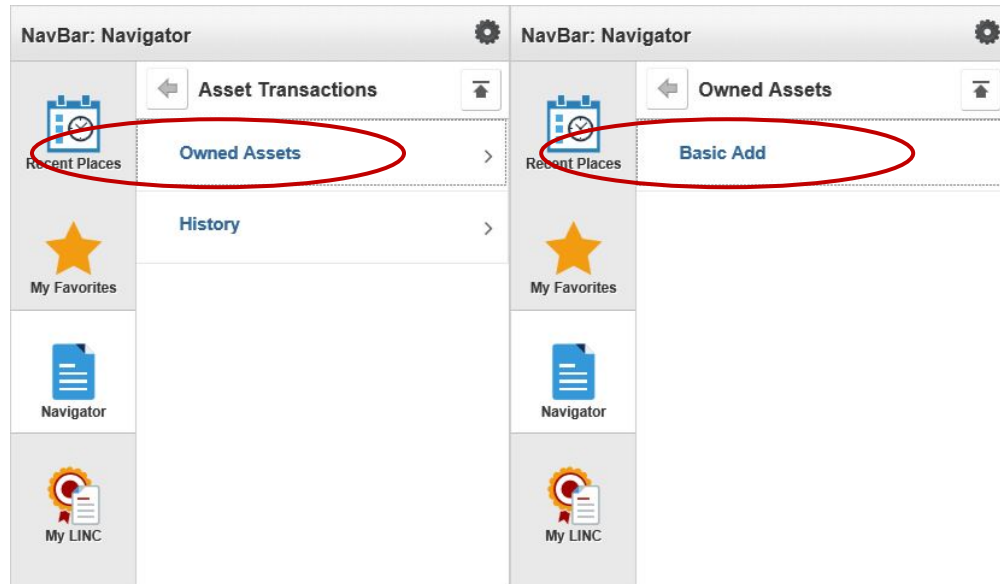 NavBar: Navigator
Asset Transactions
Recent Places
Owned Assets
History
My Favorites
Navigator
My LINC
NavBar: Navigator
Owned Assets
Recent Places
Basic Add
My Favorites
Navigator
My LINC